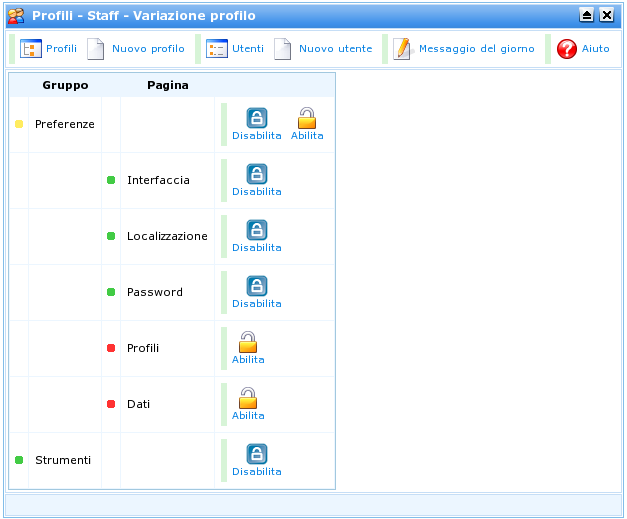 Profili - Staff - Variazione profilo
Profili Nuovo profilo Utenti Nuovo utente Messaggio del giorno Aiuto
Gruppo Pagina
Preferenze Disabilita Abilita
Interfaccia Disabilita
Localizzazione Disabilita
Password Disabilita
Profili Abilita
Dati Abilita
Strumenti Disabilita